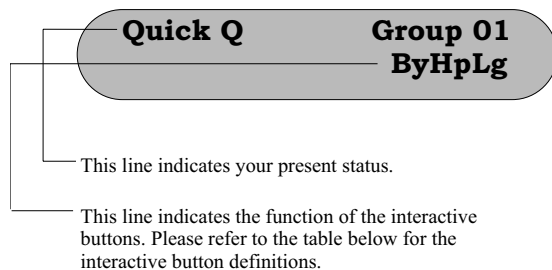 Quick Q Group 01
ByHpLg
This line indicates your present status.
This line indicates the function of the interactive
buttons. Please refer to the table below for the
interactive button definitions.